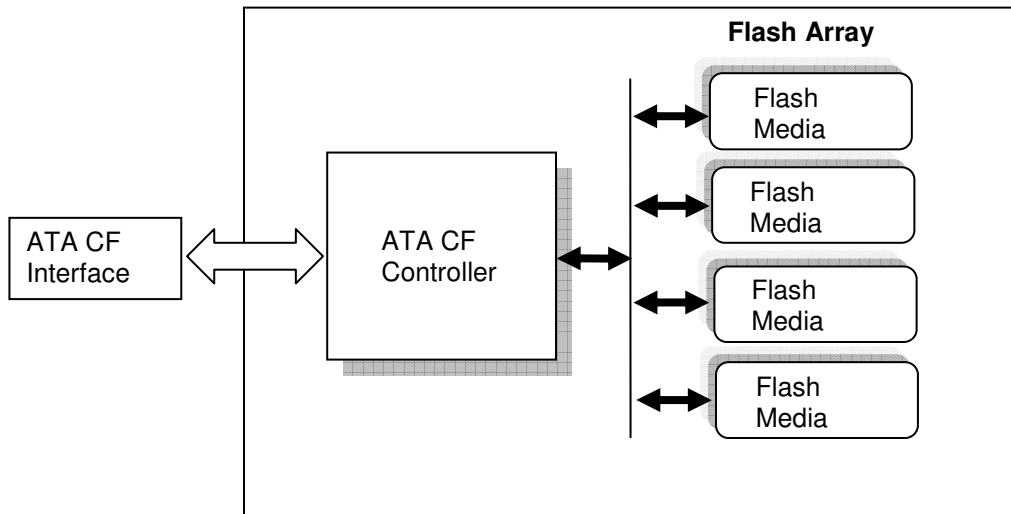 Flash Array
Flash
Media
Flash
Media
ATA CF
Interface
ATA CF
Controller
Flash
Media
Flash
Media